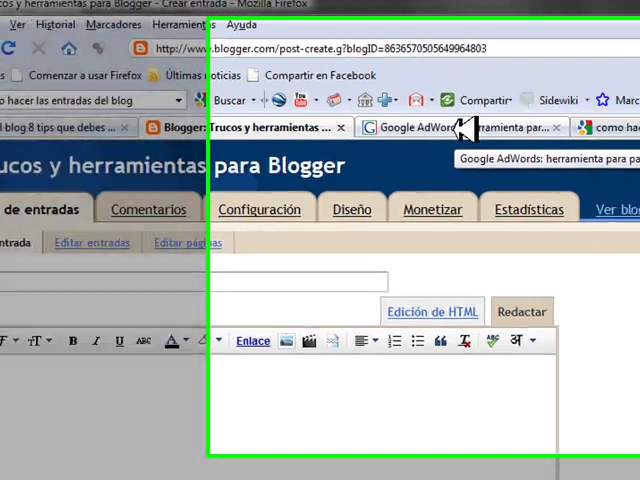 para Blogger - Crear entrada - Mozilla Firefox
Ver Historial Marcadores Herramientas Ayuda
http://www.blogger.com/post-create.g?blogID=8636570505649964803
Comenzar a usar Firefox Últimas noticias Compartir en Facebook
o hacer las entradas del blog Buscar Compartir Sidewiki Marc
l blog 8 tips que debes ... Blogger: Trucos y herramientas ... Google AdWor rramienta par... como ha
Google AdWords: herramienta para pa
rucos y herramientas para Blogger
de entradas Comentarios Configuración Diseño Monetizar Estadísticas Ver blo
ntrada Editar entradas Editar páginas
Edición de HTML Redactar
F T B I U ABC A Enlace ABC अ